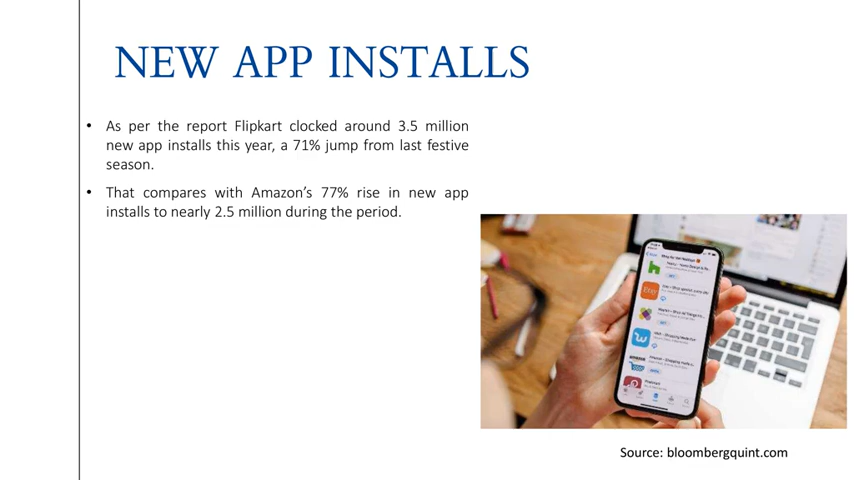 NEW APP INSTALLS
• As per the report Flipkart clocked around 3.5 million
new app installs this year, a 71% jump from last festive
season.
• That compares with Amazon’s 77% rise in new app
installs to nearly 2.5 million during the period.
Source: bloombergquint.com